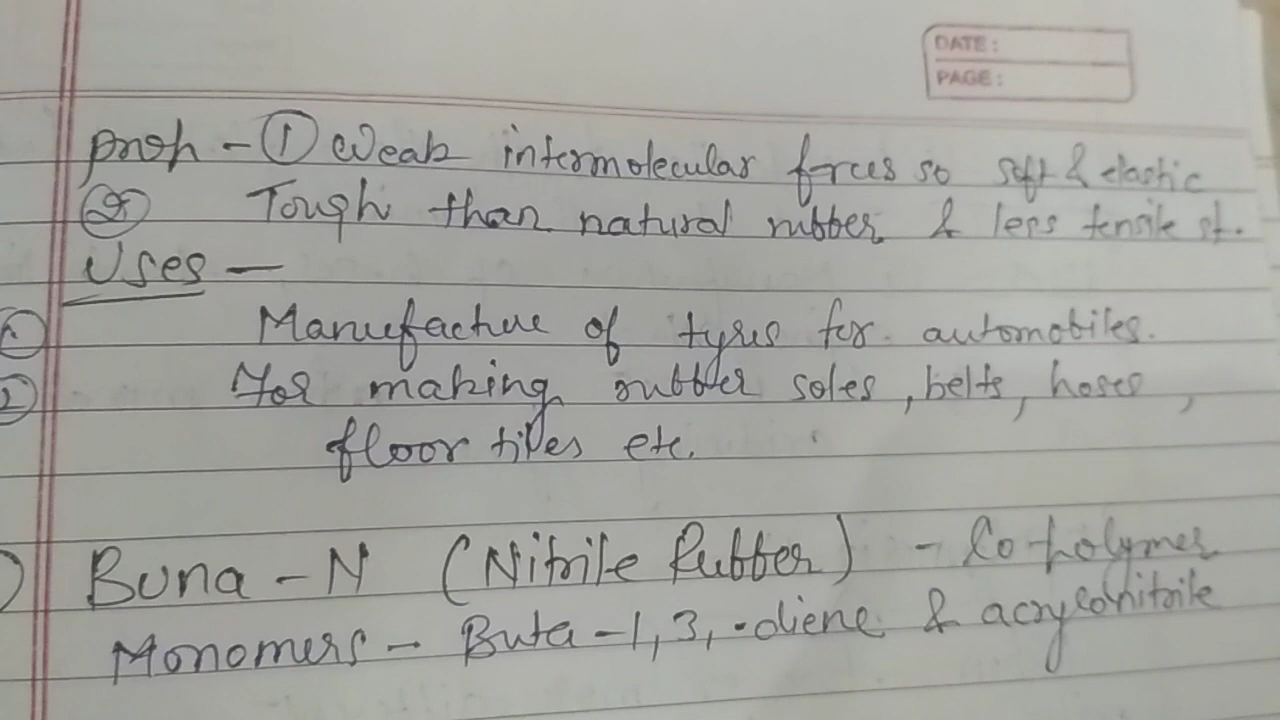 DATE:
PAGE:
prop - ① Weak intermolecular forces so soft & elastic
② Tough than natural rubber & less tensile st.
Uses —
① Manufacture of tyres for automobiles.
② For making rubber soles, belts, hoses,
floor tiles etc.
Buna-N (Nitrile Rubber) - Co-polymer
Monomers - Buta-1,3,-diene & acrylonitrile